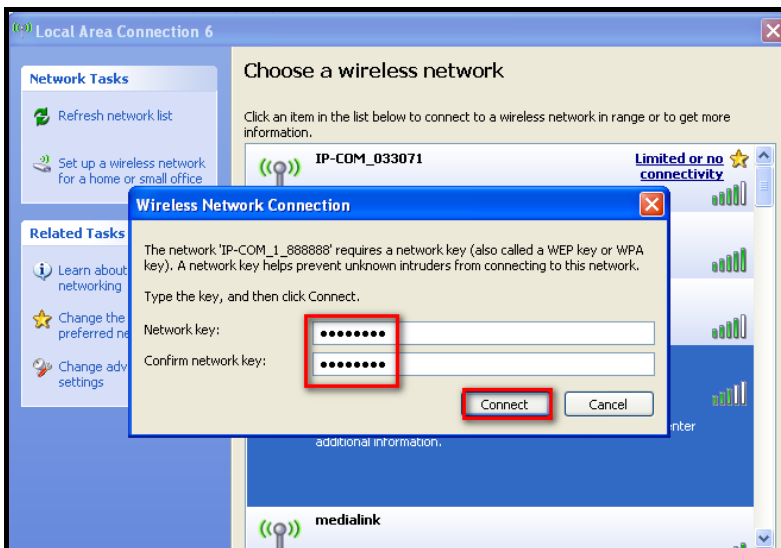 Local Area Connection 6
Network Tasks
Refresh network list
Set up a wireless network
for a home or small office
Related Tasks
Learn about
networking
Change the
preferred ne
Change adv
settings
Choose a wireless network
Click an item in the list below to connect to a wireless network in range or to get more
information.
IP-COM_033071
Limited or no
connectivity
Wireless Network Connection
The network 'IP-COM_1_888888' requires a network key (also called a WEP key or WPA
key). A network key helps prevent unknown intruders from connecting to this network.
Type the key, and then click Connect.
Network key:
Confirm network key:
Connect
Cancel
enter
additional information.
medialink